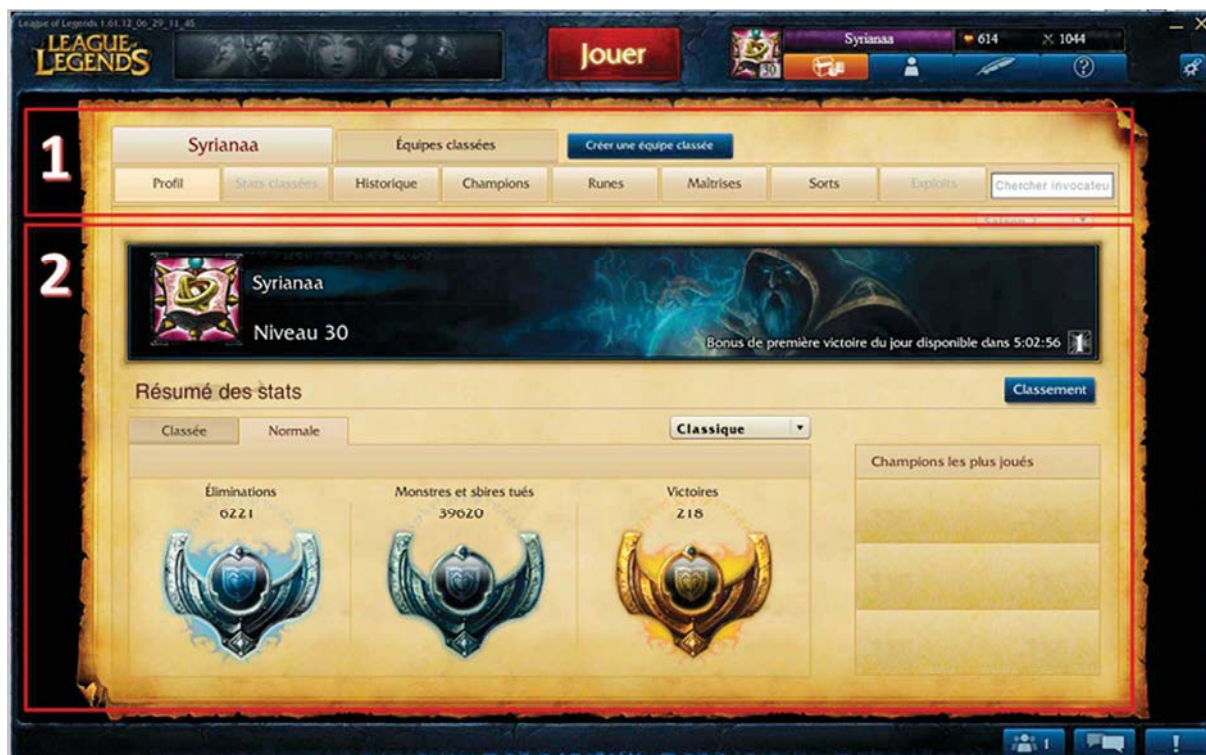 League of Legends 1.61.12_06_29_11_45
LEAGUE OF LEGENDS
Jouer
Syrianaa
614
1044
30
1
Syrianaa
Équipes classées
Créer une équipe classée
Profil
Stats classées
Historique
Champions
Runes
Maîtrises
Sorts
Exploits
Chercher invocateu
2
Syrianaa
Niveau 30
Bonus de première victoire du jour disponible dans 5:02:56
1
Résumé des stats
Classement
Classée
Normale
Classique
Champions les plus joués
Éliminations
6221
Monstres et sbires tués
39620
Victoires
218
1